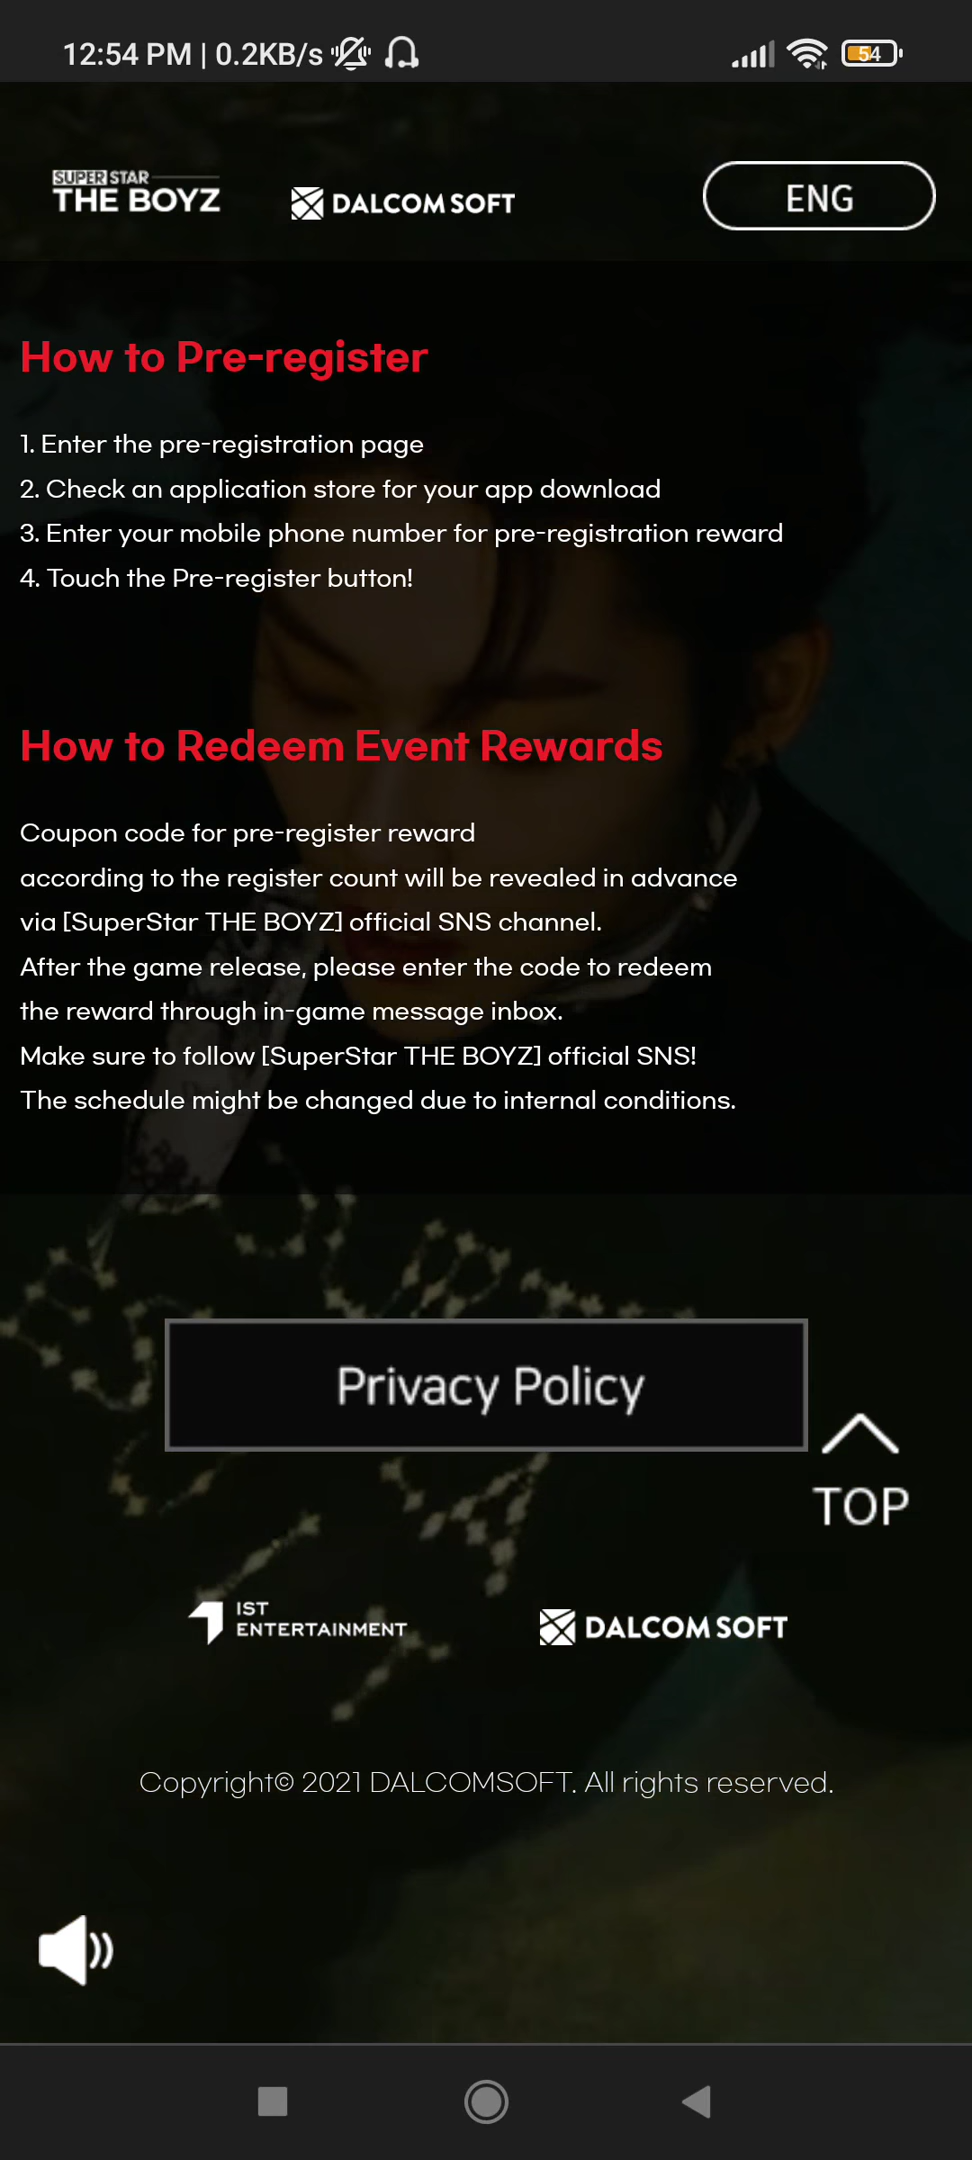 12:54 PM | 0.2KB/s
54
SUPER STAR
THE BOYZ
DALCOM SOFT
ENG
How to Pre-register
1. Enter the pre-registration page
2. Check an application store for your app download
3. Enter your mobile phone number for pre-registration reward
4. Touch the Pre-register button!
How to Redeem Event Rewards
Coupon code for pre-register reward
according to the register count will be revealed in advance
via [SuperStar THE BOYZ] official SNS channel.
After the game release, please enter the code to redeem
the reward through in-game message inbox.
Make sure to follow [SuperStar THE BOYZ] official SNS!
The schedule might be changed due to internal conditions.
Privacy Policy
TOP
IST
ENTERTAINMENT
DALCOM SOFT
Copyright© 2021 DALCOMSOFT. All rights reserved.